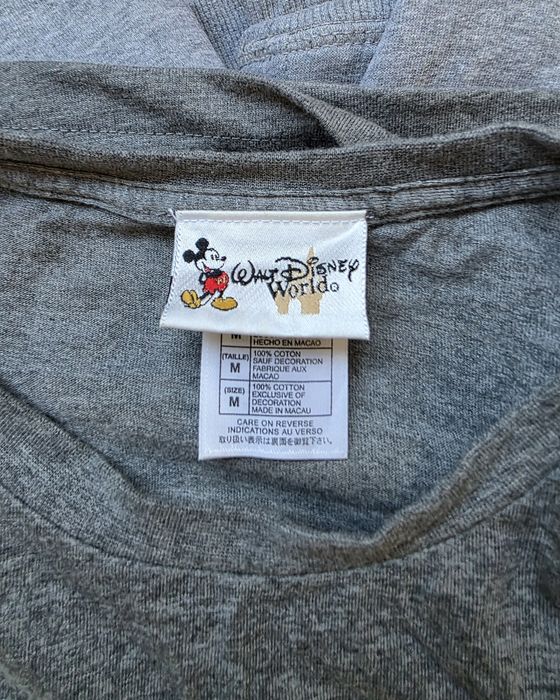 Walt Disney
World®
M
HECHO EN MACAO
(TAILLE)
M
100% COTON
SAUF DECORATION
FABRIQUE AUX
MACAO
(SIZE)
M
100% COTTON
EXCLUSIVE OF
DECORATION
MADE IN MACAU
CARE ON REVERSE
INDICATIONS AU VERSO
取り扱い表示は裏面を御覧下さい。